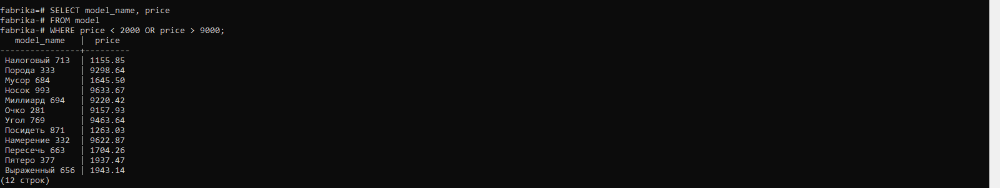 fabrika=# SELECT model_name, price
fabrika-# FROM model
fabrika-# WHERE price < 2000 OR price > 9000;
   model_name   |  price
----------------+---------
 Налоговый 713  | 1155.85
 Порода 333     | 9298.64
 Мусор 684      | 1645.50
 Носок 993      | 9633.67
 Миллиард 694   | 9220.42
 Очко 281       | 9157.93
 Угол 769       | 9463.64
 Посидеть 871   | 1263.03
 Намерение 332  | 9622.87
 Пересечь 663   | 1704.26
 Пятеро 377     | 1937.47
 Выраженный 656 | 1943.14
(12 строк)